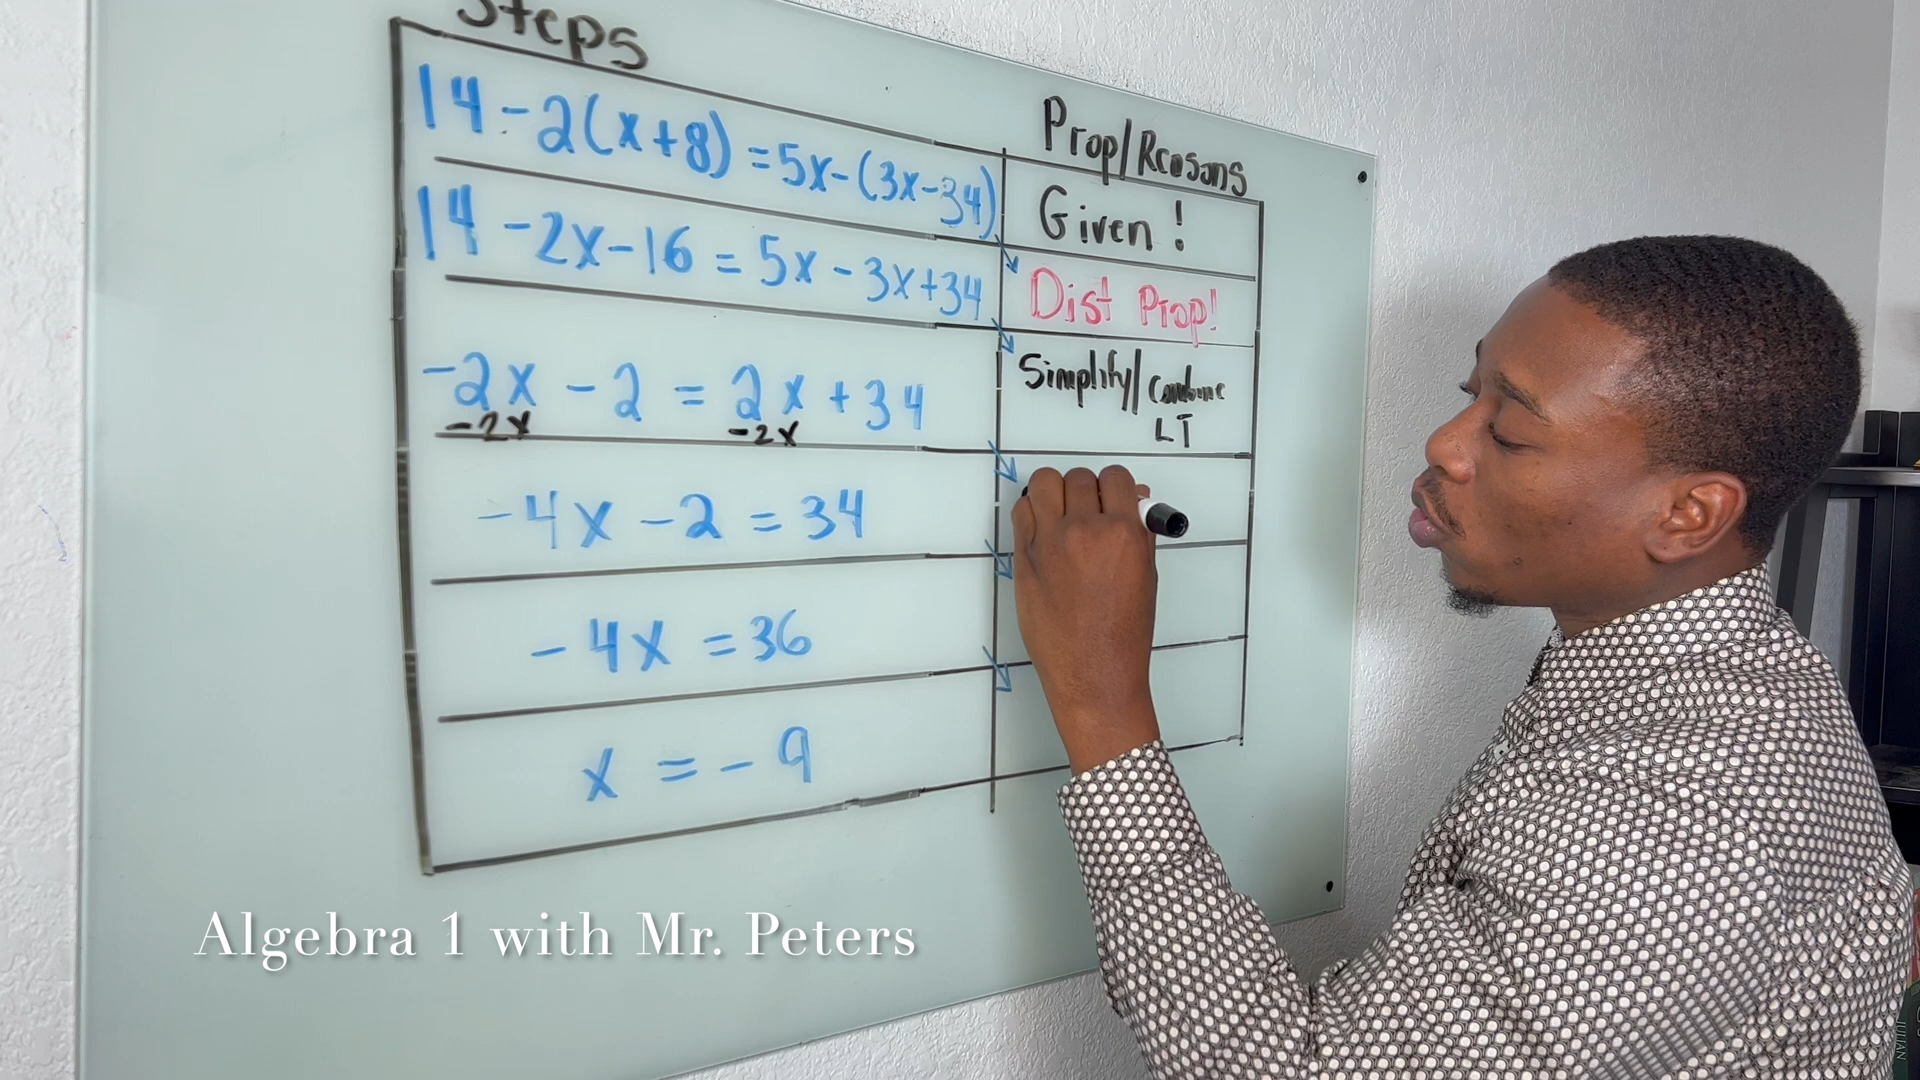 Steps
Prop/Reasons
14-2(x+8)=5x-(3x-34)
Given!
14-2x-16=5x-3x+34
Dist Prop!
-2x-2=2x+34
-2x -2x
Simplify/Combine
LT
-4x-2=34
-4x=36
x=-9
Algebra 1 with Mr. Peters